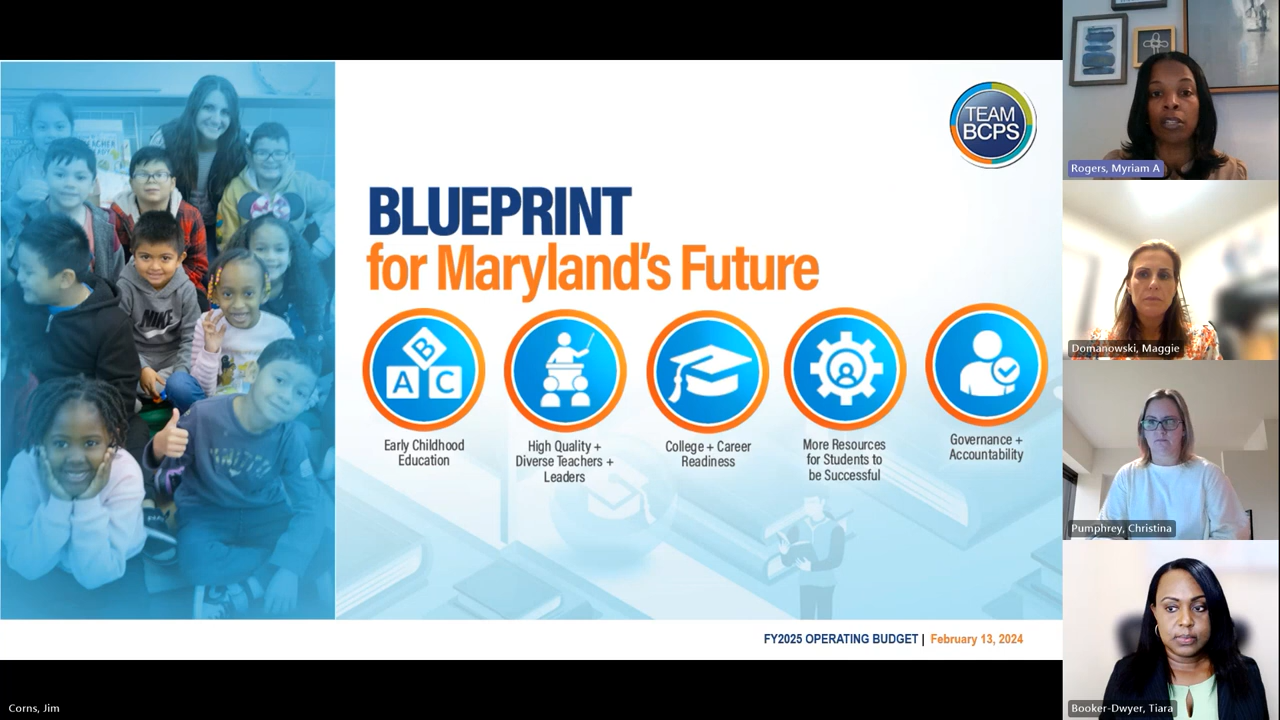 TEAM
BCPS
BLUEPRINT
for Maryland's Future
A B C
Early Childhood
Education
High Quality +
Diverse Teachers +
Leaders
College + Career
Readiness
More Resources
for Students to
be Successful
Governance +
Accountability
FY2025 OPERATING BUDGET | February 13, 2024
Corns, Jim
Rogers, Myriam A
Domanowski, Maggie
Pumphrey, Christina
Booker-Dwyer, Tiara
NIKE